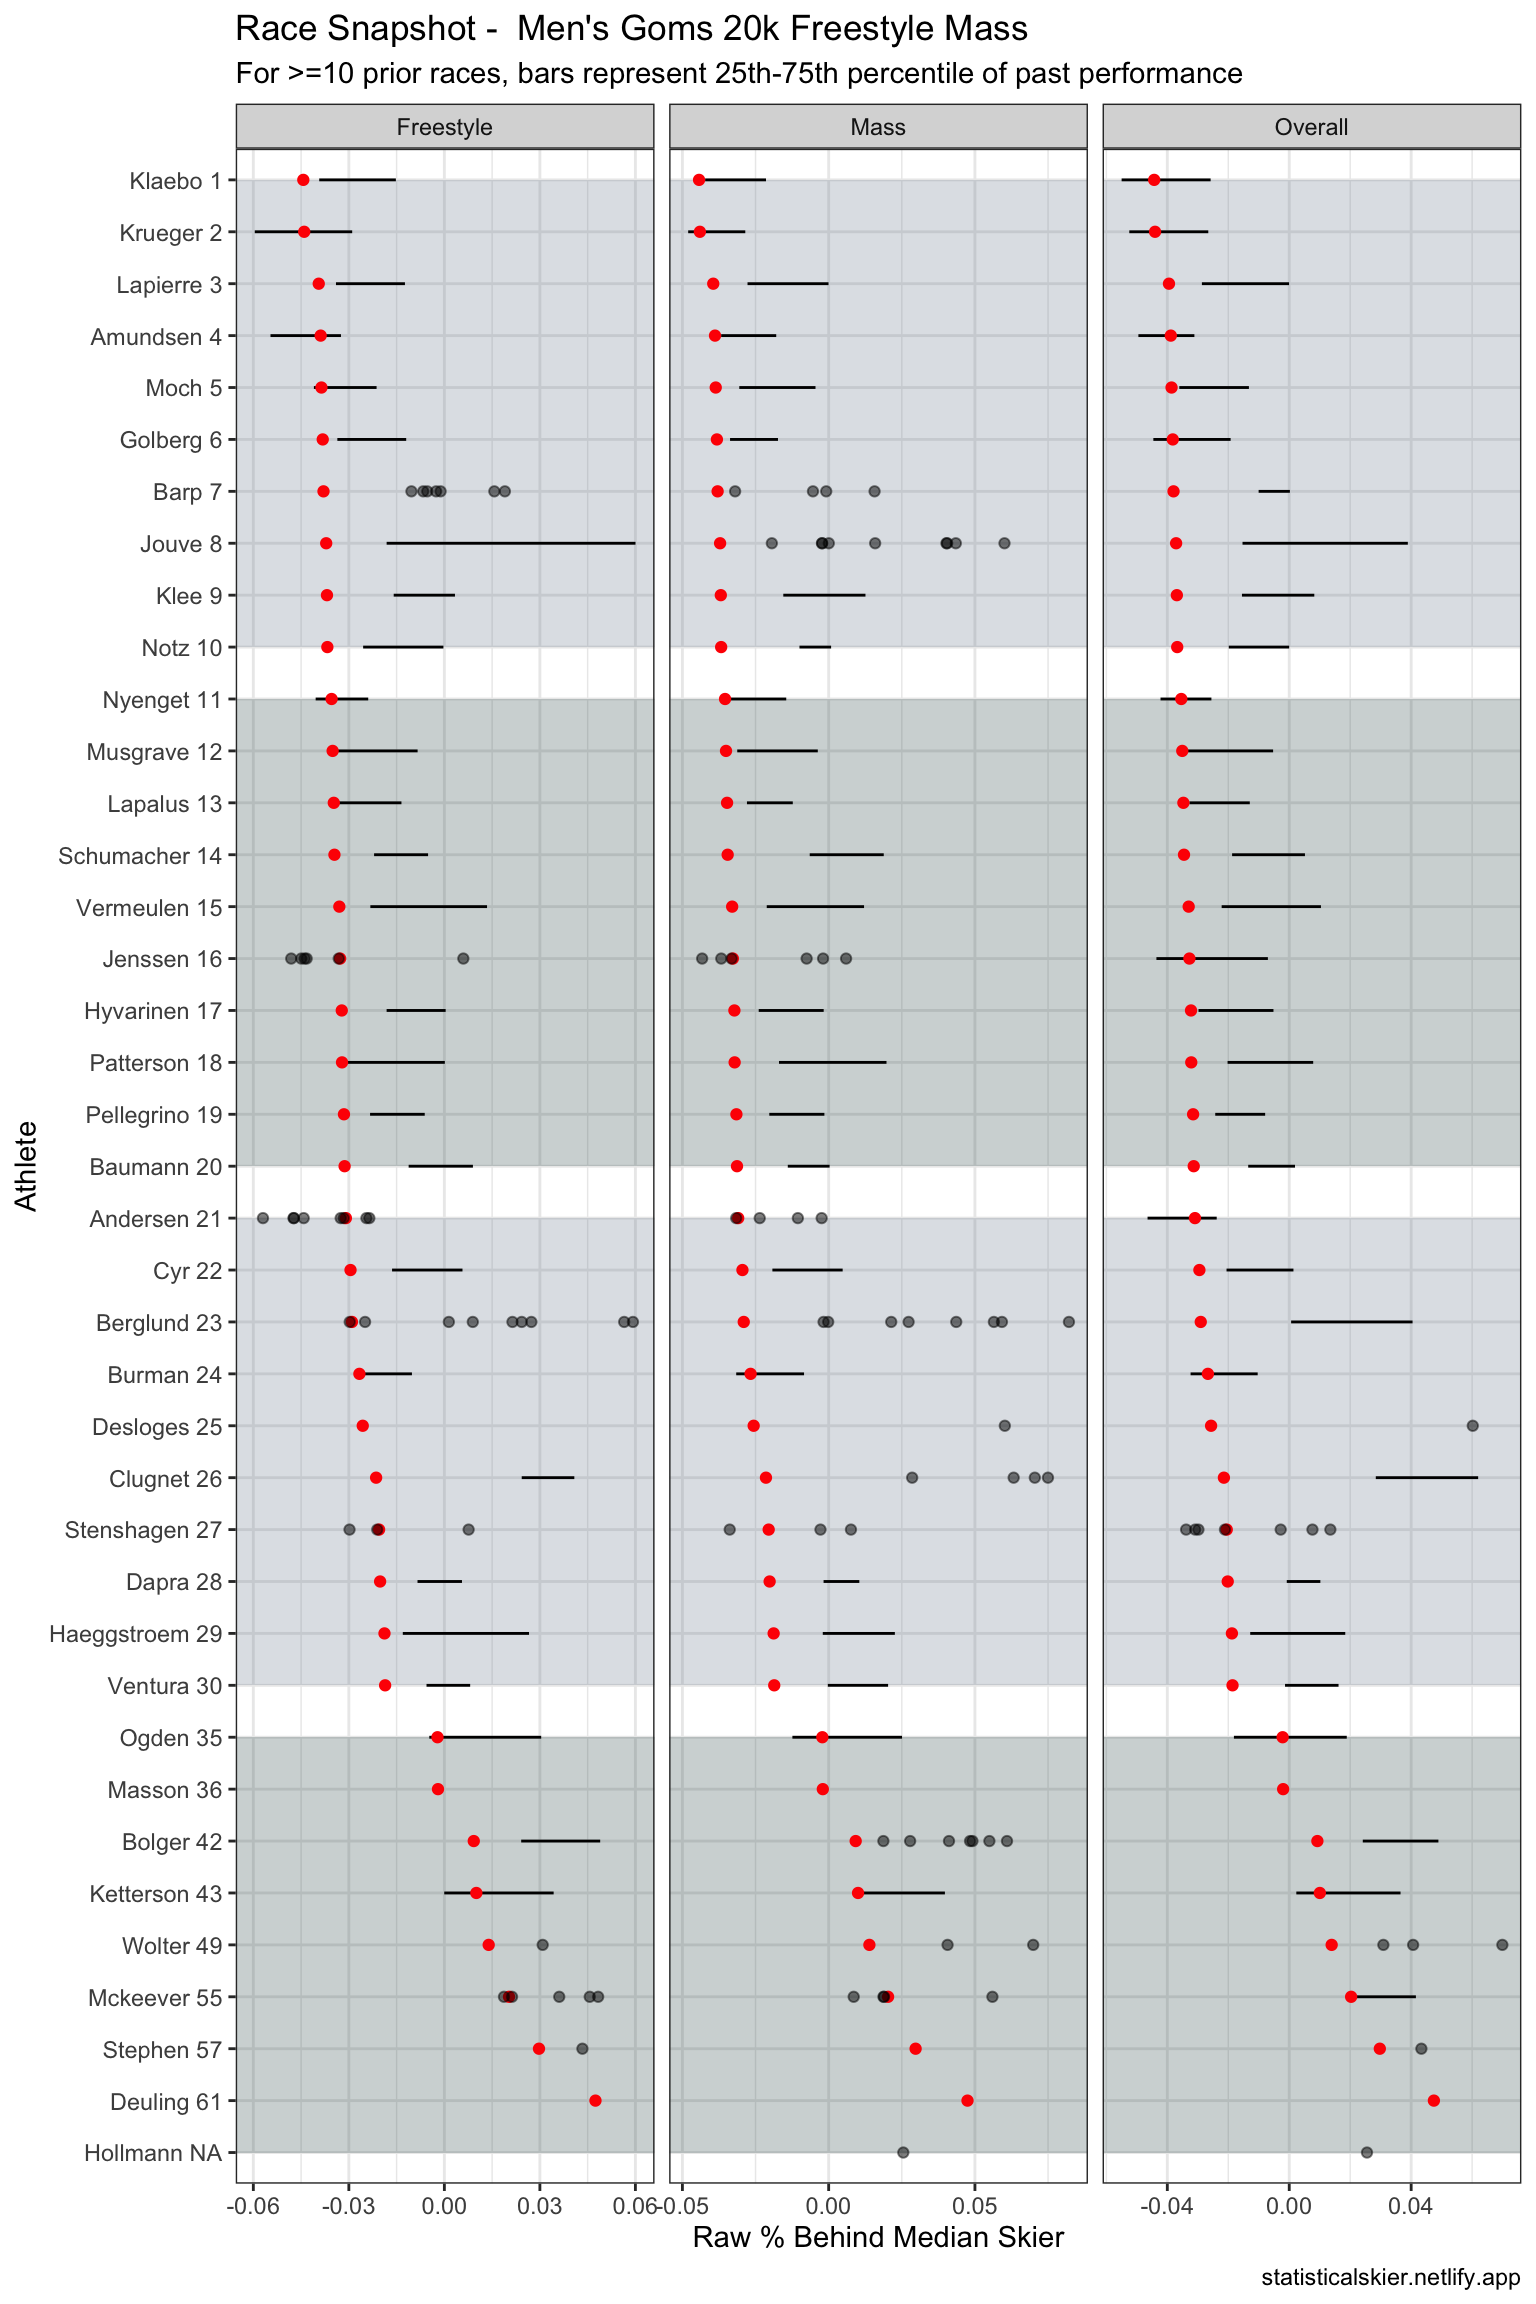 Race Snapshot -  Men's Goms 20k Freestyle Mass
For >=10 prior races, bars represent 25th-75th percentile of past performance
Freestyle
Mass
Overall
Klaebo 1
Krueger 2
Lapierre 3
Amundsen 4
Moch 5
Golberg 6
Barp 7
Jouve 8
Klee 9
Notz 10
Nyenget 11
Musgrave 12
Lapalus 13
Schumacher 14
Vermeulen 15
Jenssen 16
Hyvarinen 17
Patterson 18
Pellegrino 19
Baumann 20
Andersen 21
Cyr 22
Berglund 23
Burman 24
Desloges 25
Clugnet 26
Stenshagen 27
Dapra 28
Haeggstroem 29
Ventura 30
Ogden 35
Masson 36
Bolger 42
Ketterson 43
Wolter 49
Mckeever 55
Stephen 57
Deuling 61
Hollmann NA
Athlete
-0.06 -0.03 0.00 0.03 0.06
-0.05 0.00 0.05
-0.04 0.00 0.04
Raw % Behind Median Skier
statisticalskier.netlify.app